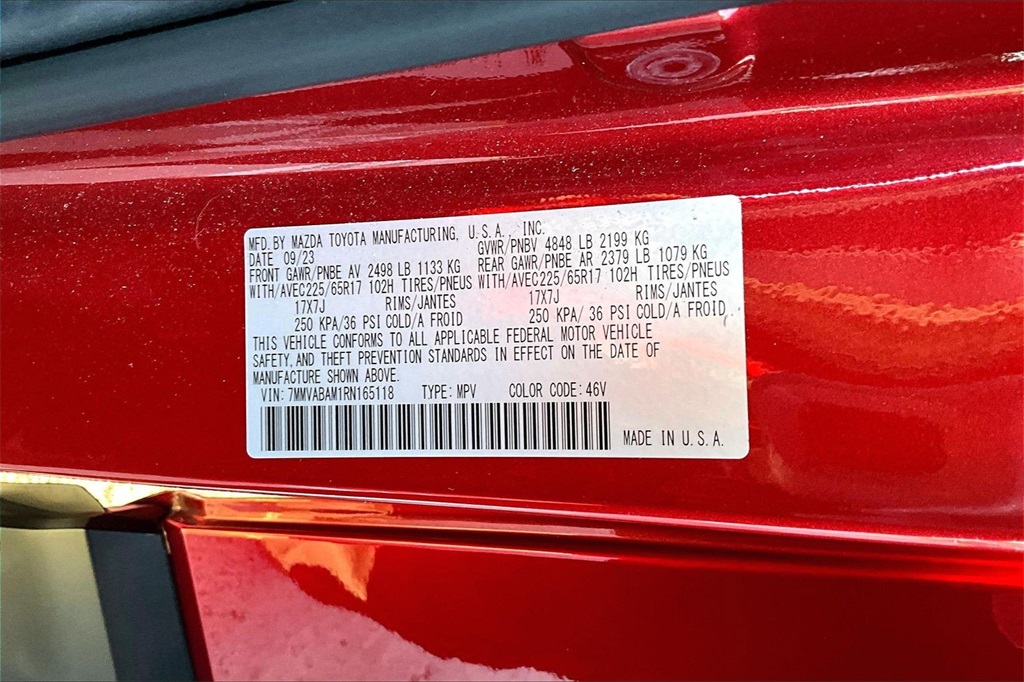 MFD. BY MAZDA TOYOTA MANUFACTURING, U.S.A., INC.
DATE 09/23 GVWR/PNBV 4848 LB 2199 KG
FRONT GAWR/PNBE AV 2498 LB 1133 KG REAR GAWR/PNBE AR 2379 LB 1079 KG
WITH/AVEC225/65R17 102H TIRES/PNEUS WITH/AVEC225/65R17 102H TIRES/PNEUS
17X7J RIMS/JANTES 17X7J RIMS/JANTES
250 KPA/36 PSI COLD/A FROID 250 KPA/ 36 PSI COLD/A FROID
THIS VEHICLE CONFORMS TO ALL APPLICABLE FEDERAL MOTOR VEHICLE
SAFETY, AND THEFT PREVENTION STANDARDS IN EFFECT ON THE DATE OF
MANUFACTURE SHOWN ABOVE.
VIN: 7MMVABAM1RN165118 TYPE: MPV COLOR CODE: 46V
MADE IN U.S.A.